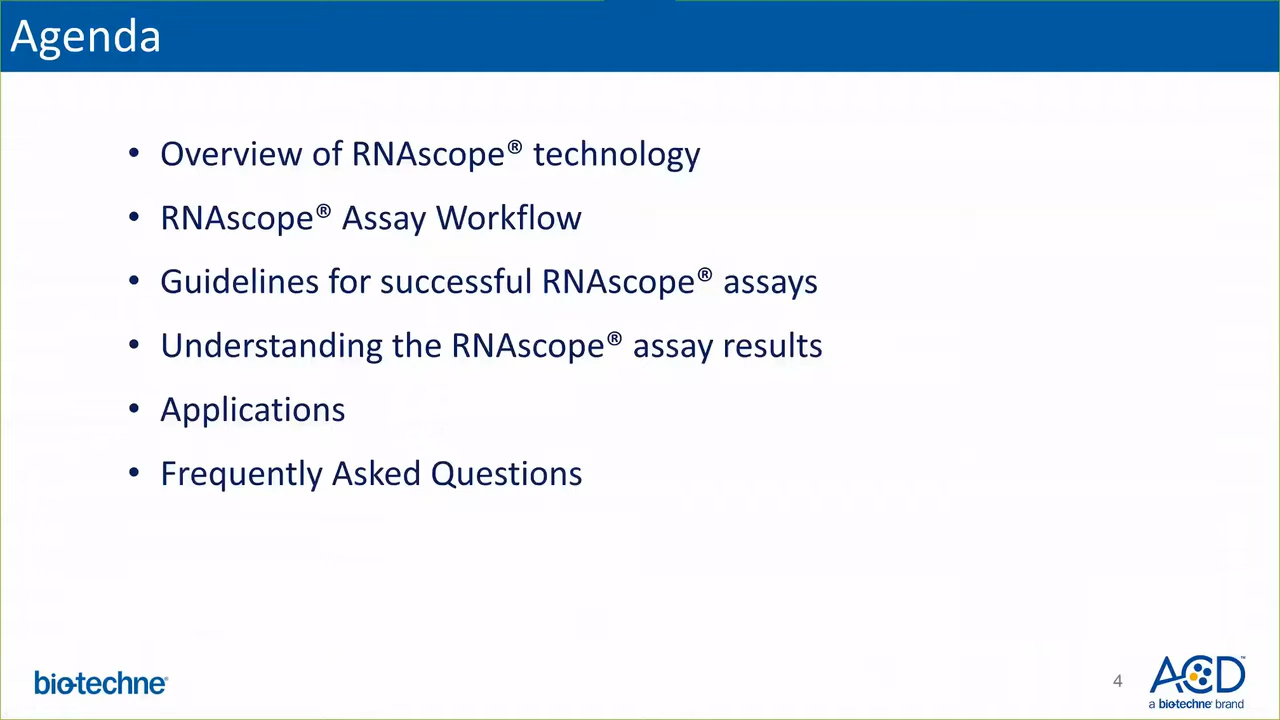 Agenda
• Overview of RNAscope® technology
• RNAscope® Assay Workflow
• Guidelines for successful RNAscope® assays
• Understanding the RNAscope® assay results
• Applications
• Frequently Asked Questions
bio-techne®
4
ACD™
a bio-techne® brand